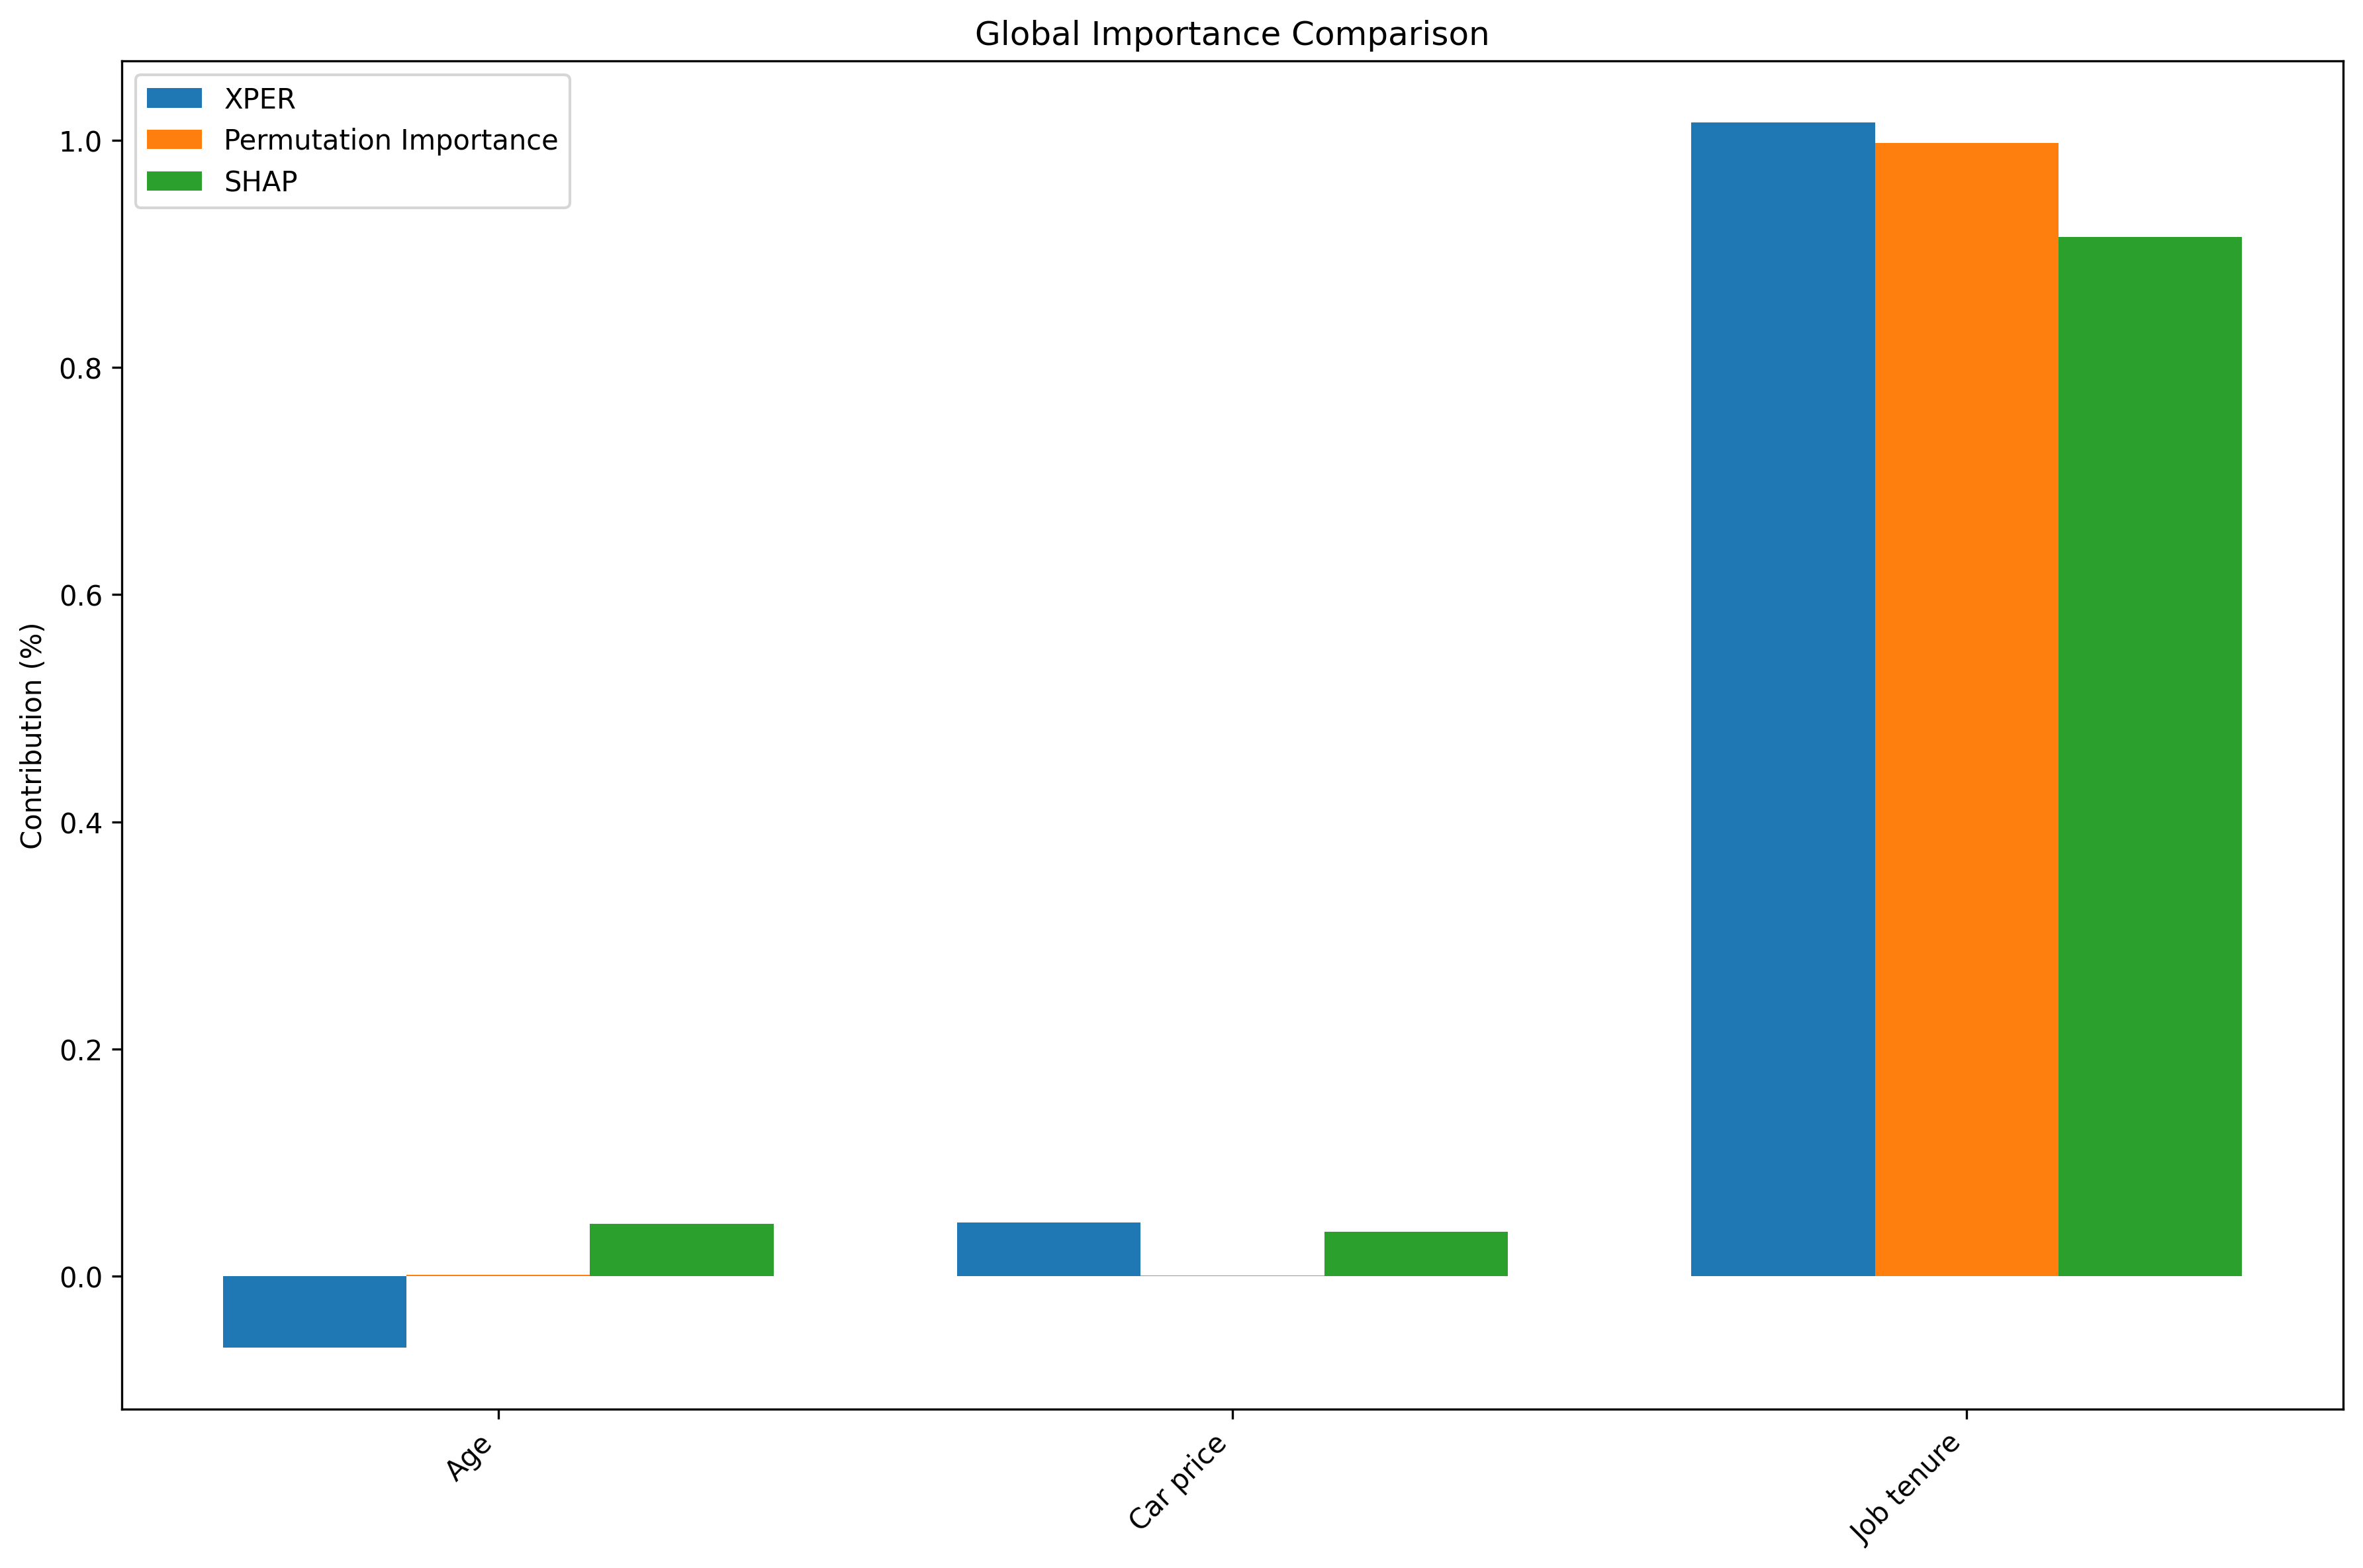 Global Importance Comparison
XPER
Permutation Importance
SHAP
Contribution (%)
1.0
0.8
0.6
0.4
0.2
0.0
Age
Car price
Job tenure